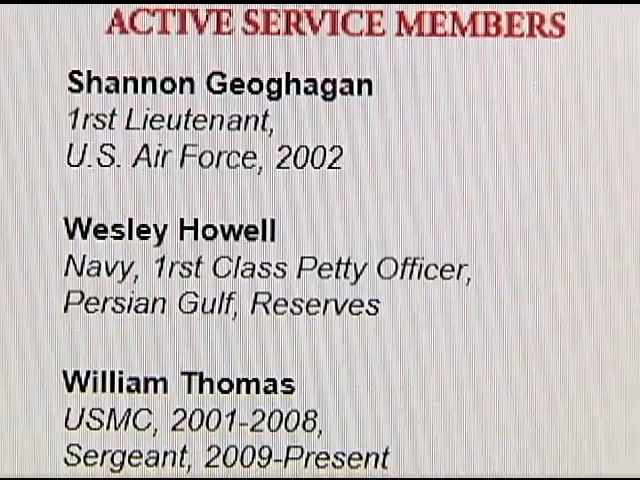 ACTIVE SERVICE MEMBERS
Shannon Geoghagan
1rst Lieutenant,
U.S. Air Force, 2002
Wesley Howell
Navy, 1rst Class Petty Officer,
Persian Gulf, Reserves
William Thomas
USMC, 2001-2008,
Sergeant, 2009-Present